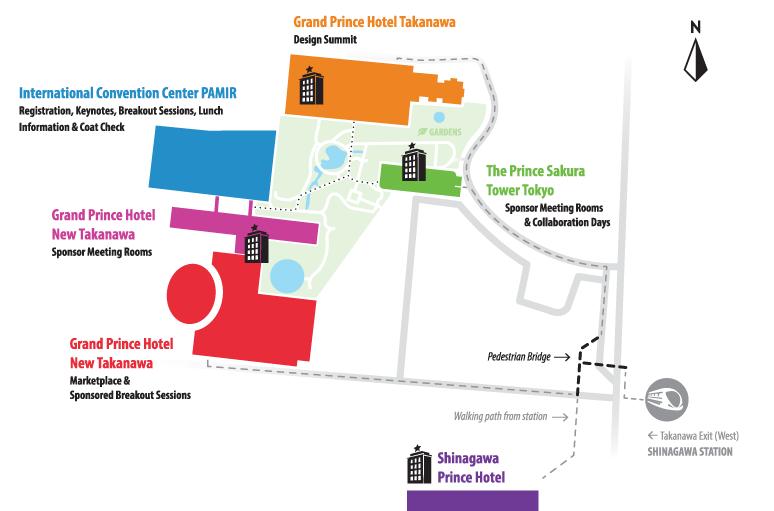 Grand Prince Hotel Takanawa
Design Summit
N
International Convention Center PAMIR
Registration, Keynotes, Breakout Sessions, Lunch
Information & Coat Check
GARDENS
The Prince Sakura
Tower Tokyo
Sponsor Meeting Rooms
& Collaboration Days
Grand Prince Hotel
New Takanawa
Sponsor Meeting Rooms
Grand Prince Hotel
New Takanawa
Marketplace &
Sponsored Breakout Sessions
Pedestrian Bridge →
Walking path from station →
← Takanawa Exit (West)
SHINAGAWA STATION
Shinagawa
Prince Hotel